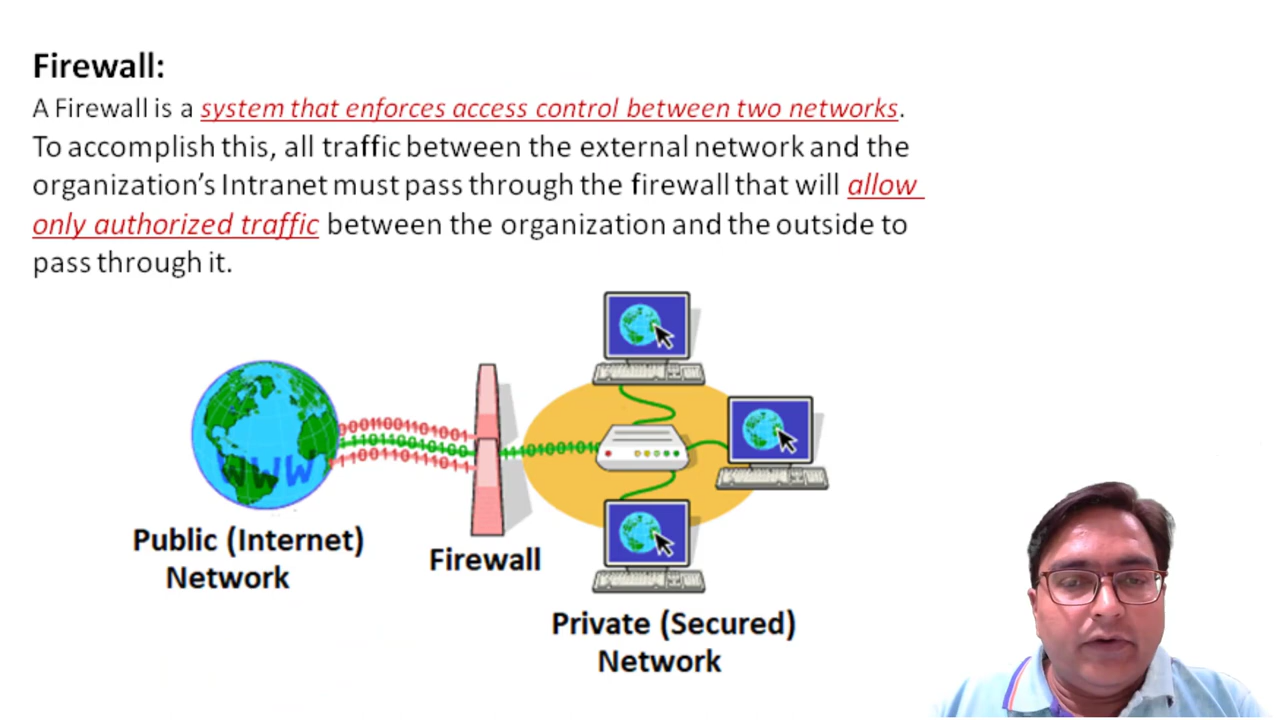 Firewall:
A Firewall is a system that enforces access control between two networks.
To accomplish this, all traffic between the external network and the
organization's Intranet must pass through the firewall that will allow
only authorized traffic between the organization and the outside to
pass through it.
WWW
Public (Internet)
Network
Firewall
Private (Secured)
Network